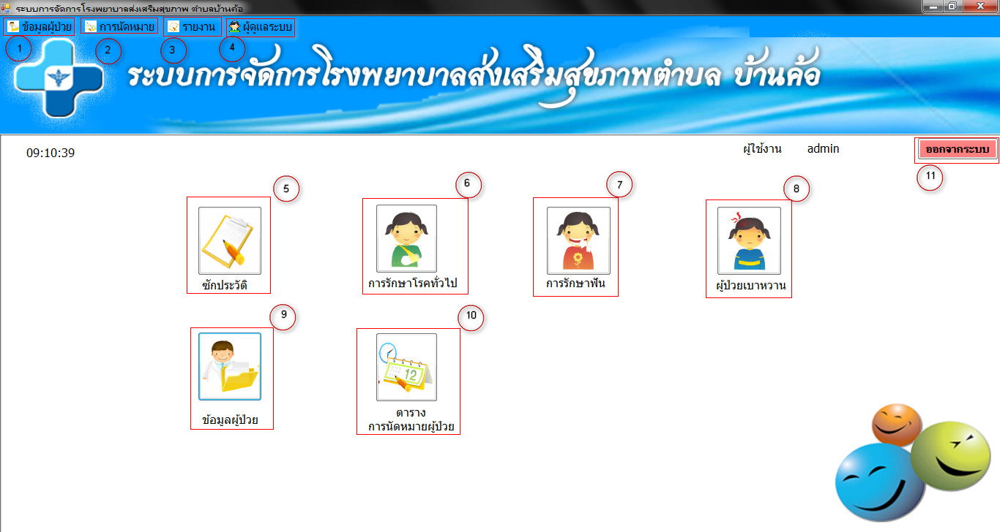 ระบบการจัดการโรงพยาบาลส่งเสริมสุขภาพ ตำบลบ้านค้อ
ข้อมูลผู้ป่วย การนัดหมาย รายงาน ผู้ดูแลระบบ
1 2 3 4
ระบบการจัดการโรงพยาบาลส่งเสริมสุขภาพตำบล บ้านค้อ
09:10:39 ผู้ใช้งาน admin ออกจากระบบ
5 6 7 8 11
ซักประวัติ การรักษาโรคทั่วไป การรักษาฟัน ผู้ป่วยเบาหวาน
9 10
12
ข้อมูลผู้ป่วย ตาราง
การนัดหมายผู้ป่วย